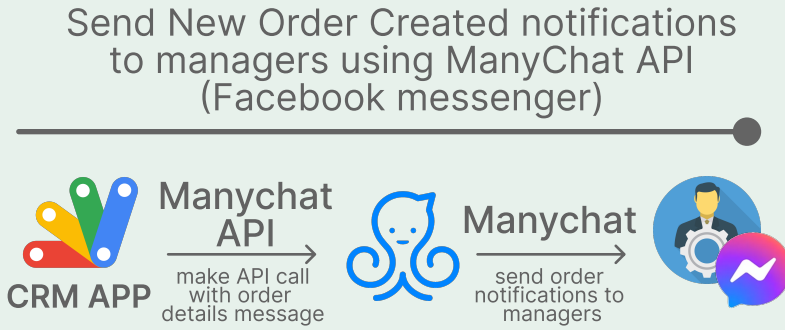 Send New Order Created notifications
to managers using ManyChat API
(Facebook messenger)
Manychat
API
make API call
with order
details message
CRM APP
Manychat
send order
notifications to
managers